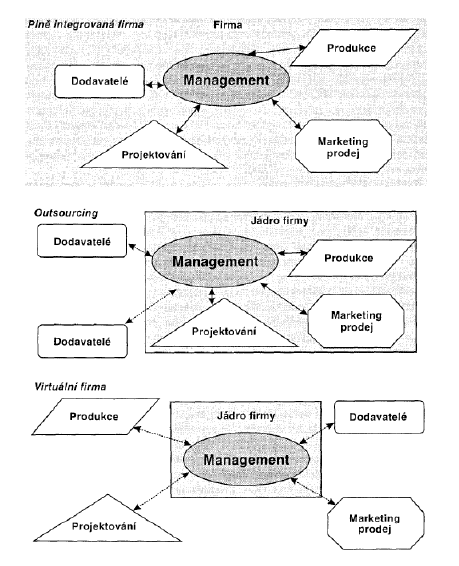 Plně integrovaná firma
Firma
Produkce
Dodavatelé
Management
Projektování
Marketing
prodej
Outsourcing
Jádro firmy
Dodavatelé
Management
Produkce
Marketing
prodej
Projektování
Dodavatelé
Virtuální firma
Produkce
Jádro firmy
Dodavatelé
Management
Projektování
Marketing
prodej